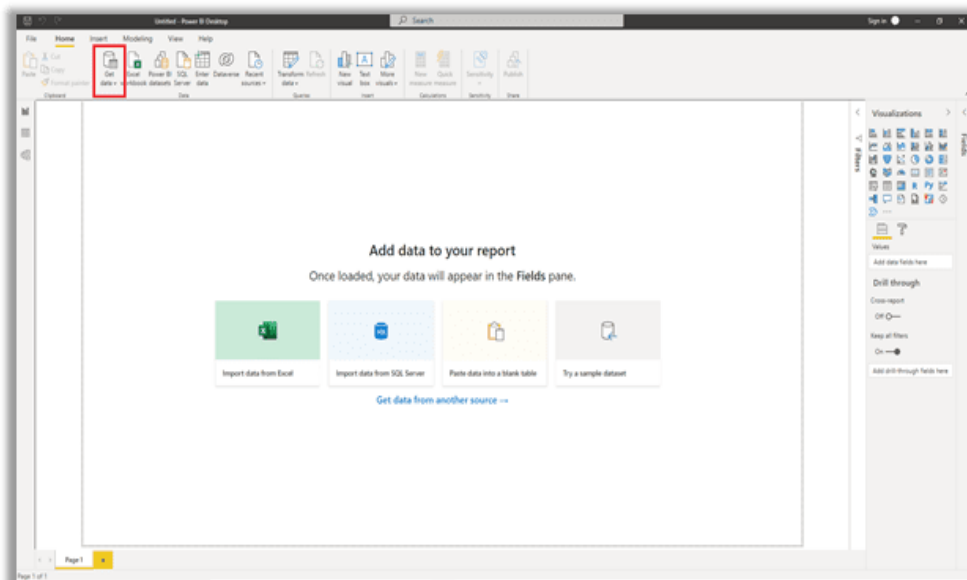 Untitled - Power BI Desktop
Search
Sign in
File Home Insert Modeling View Help
Cut
Copy
Format painter
Paste
Get data
Excel workbook
Power BI datasets
SQL Server
Enter data
Dataverse
Recent sources
Transform data
Refresh
New visual
Text box
More visuals
New measure
Quick measure
Sensitivity
Publish
Clipboard
Data
Queries
Insert
Calculations
Sensitivity
Share
Visualizations
Filters
Fields
Values
Add data fields here
Drill through
Cross-report
Off
Keep all filters
On
Add drill-through fields here
Add data to your report
Once loaded, your data will appear in the Fields pane.
Import data from Excel
Import data from SQL Server
Paste data into a blank table
Try a sample dataset
Get data from another source →
Page 1
Page 1 of 1